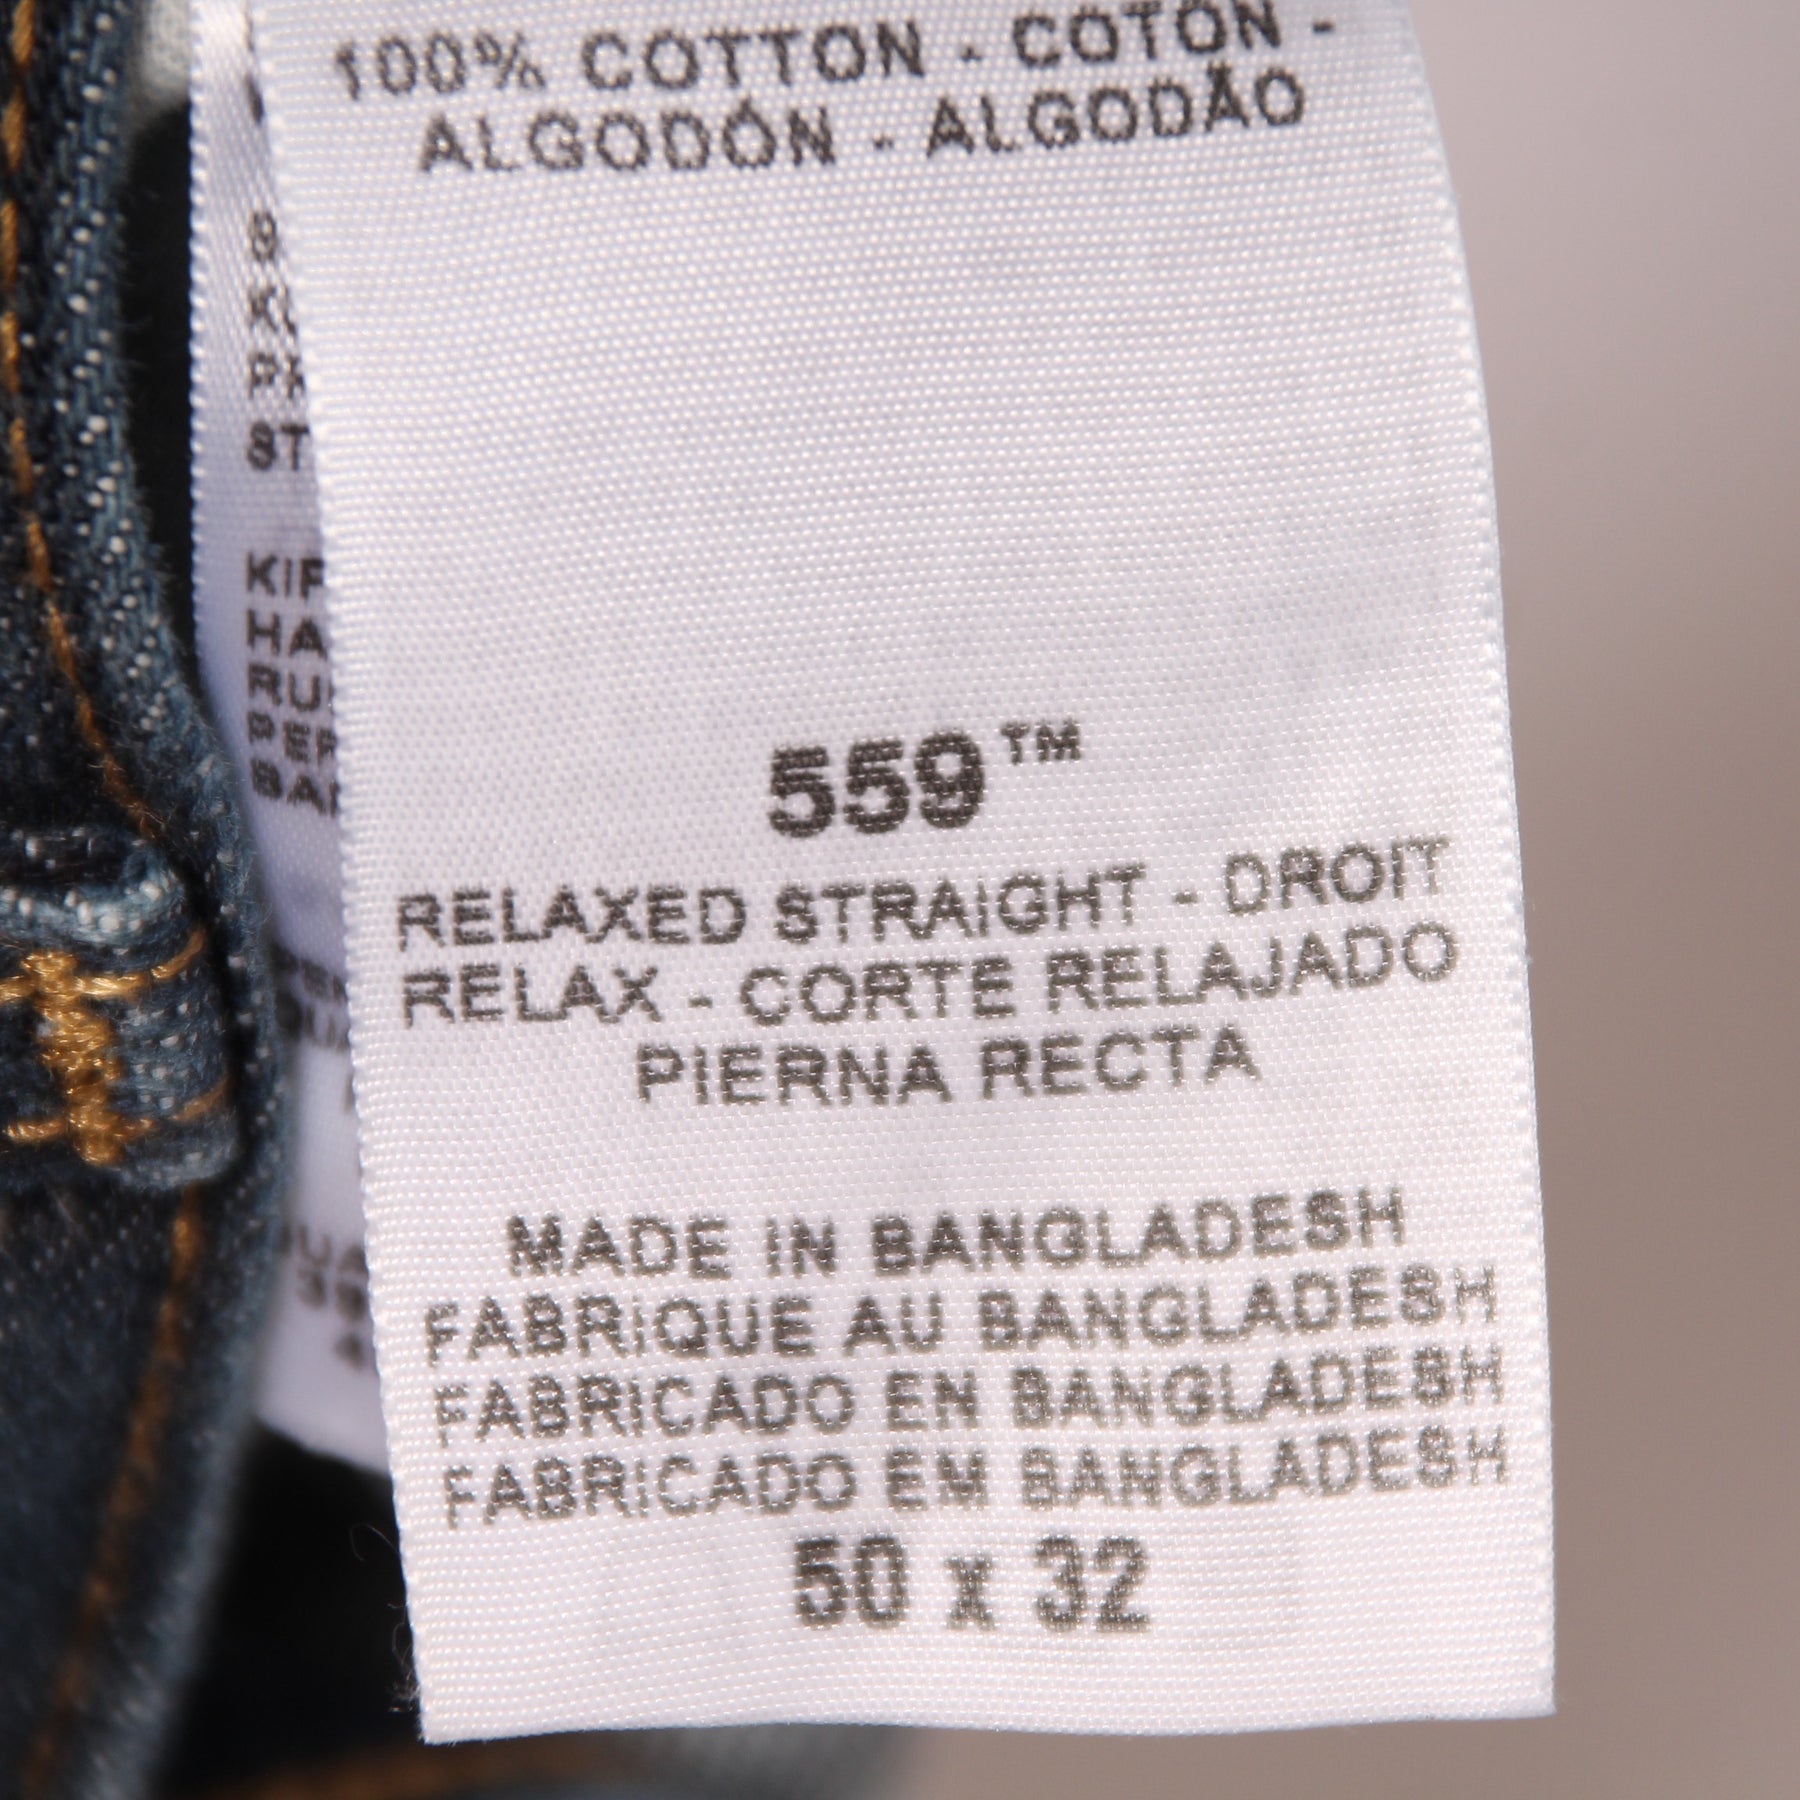 100% COTTON - COTON -
ALGODÓN - ALGODÃO
559™
RELAXED STRAIGHT - DROIT
RELAX - CORTE RELAJADO
PIERNA RECTA
MADE IN BANGLADESH
FABRIQUE AU BANGLADESH
FABRICADO EN BANGLADESH
FABRICADO EM BANGLADESH
50 x 32